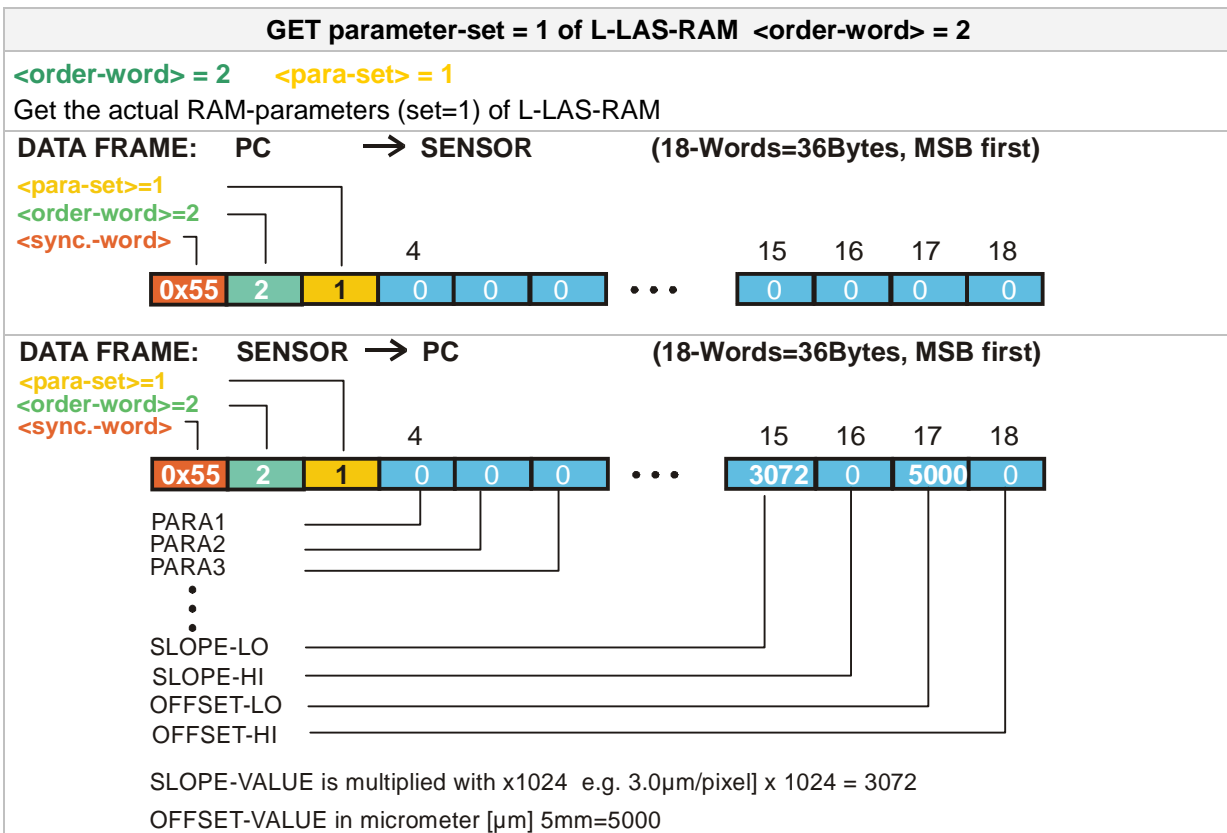 GET parameter-set = 1 of L-LAS-RAM <order-word> = 2
<order-word> = 2 <para-set> = 1
Get the actual RAM-parameters (set=1) of L-LAS-RAM
DATA FRAME: PC → SENSOR (18-Words=36Bytes, MSB first)
<para-set>=1
<order-word>=2
<sync.-word>
4 15 16 17 18
0x55 2 1 0 0 0 • • • 0 0 0 0
DATA FRAME: SENSOR → PC (18-Words=36Bytes, MSB first)
<para-set>=1
<order-word>=2
<sync.-word>
4 15 16 17 18
0x55 2 1 0 0 0 • • • 3072 0 5000 0
PARA1
PARA2
PARA3
•
•
•
SLOPE-LO
SLOPE-HI
OFFSET-LO
OFFSET-HI
SLOPE-VALUE is multiplied with x1024 e.g. 3.0µm/pixel] x 1024 = 3072
OFFSET-VALUE in micrometer [µm] 5mm=5000